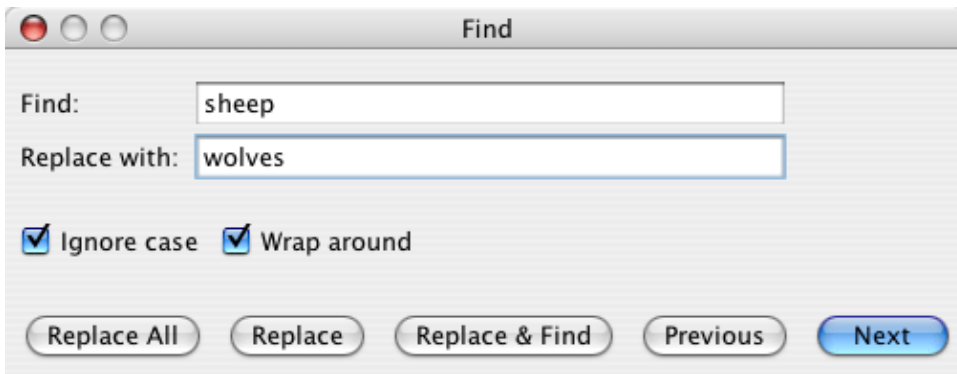 Find
Find: sheep
Replace with: wolves
Ignore case Wrap around
Replace All Replace Replace & Find Previous Next